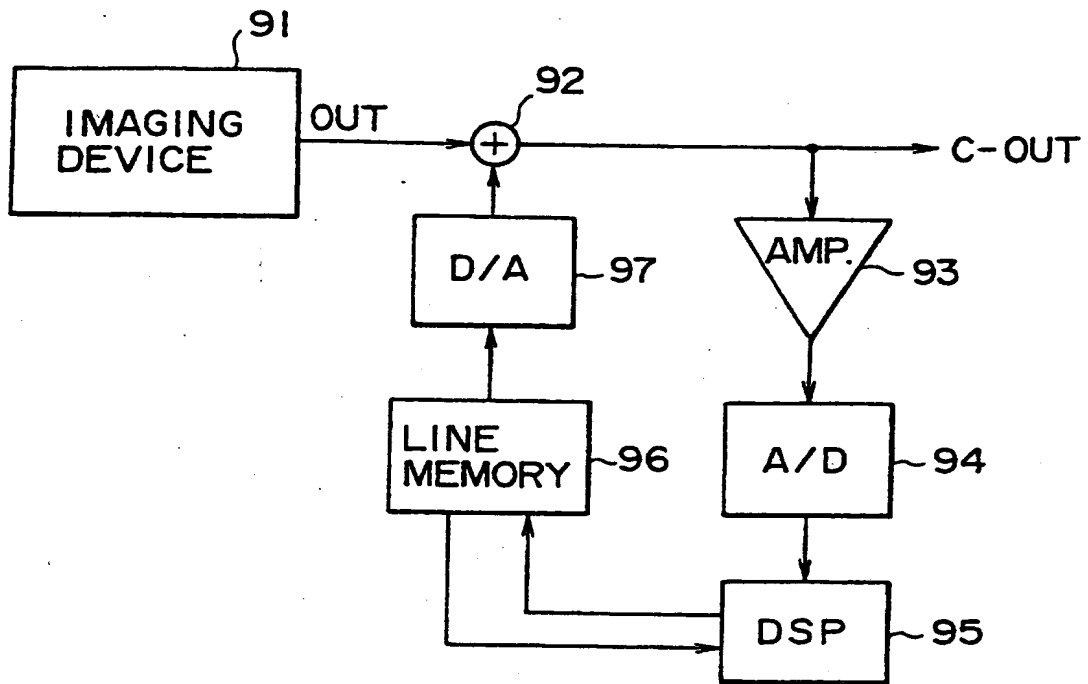 91
IMAGING
DEVICE
OUT
92
C-OUT
D/A
97
AMP.
93
LINE
MEMORY
96
A/D
94
DSP
95